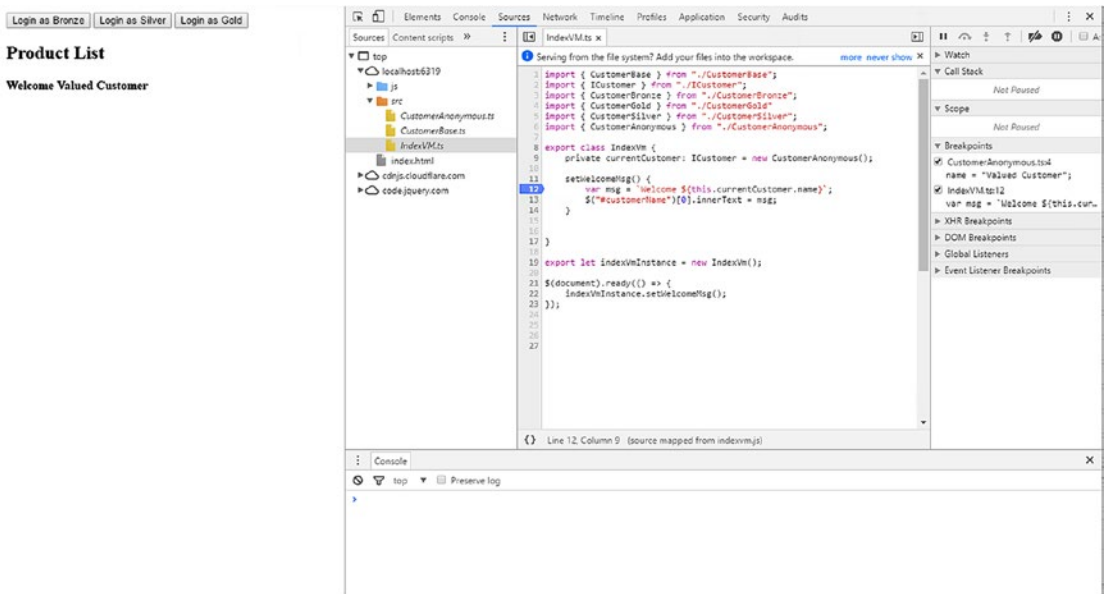 Login as Bronze Login as Silver Login as Gold
Product List
Welcome Valued Customer
Elements Console Sources Network Timeline Profiles Application Security Audits
Sources Content scripts »
top
localhost:6319
js
src
CustomerAnonymous.ts
CustomerBase.ts
IndexVM.ts
index.html
cdnjs.cloudflare.com
code.jquery.com
IndexVM.ts ×
Serving from the file system? Add your files into the workspace. more never show ×
1 import { CustomerBase } from "./CustomerBase";
2 import { ICustomer } from "./ICustomer";
3 import { CustomerBronze } from "./CustomerBronze";
4 import { CustomerGold } from "./CustomerGold"
5 import { CustomerSilver } from "./CustomerSilver";
6 import { CustomerAnonymous } from "./CustomerAnonymous";
7
8 export class IndexVm {
9 private currentCustomer: ICustomer = new CustomerAnonymous();
10
11 setWelcomeMsg() {
12 var msg = `Welcome ${this.currentCustomer.name}`;
13 $("#customerName")[0].innerText = msg;
14 }
15
16
17 }
18
19 export let indexVmInstance = new IndexVm();
20
21 $(document).ready(() => {
22 indexVmInstance.setWelcomeMsg();
23 });
24
25
26
27
{} Line 12, Column 9 (source mapped from indexvm.js)
Watch
Call Stack
Not Paused
Scope
Not Paused
Breakpoints
CustomerAnonymous.ts:4
name = "Valued Customer";
IndexVM.ts:12
var msg = `Welcome ${this.cur…
XHR Breakpoints
DOM Breakpoints
Global Listeners
Event Listener Breakpoints
Console ×
top ▼ Preserve log
>